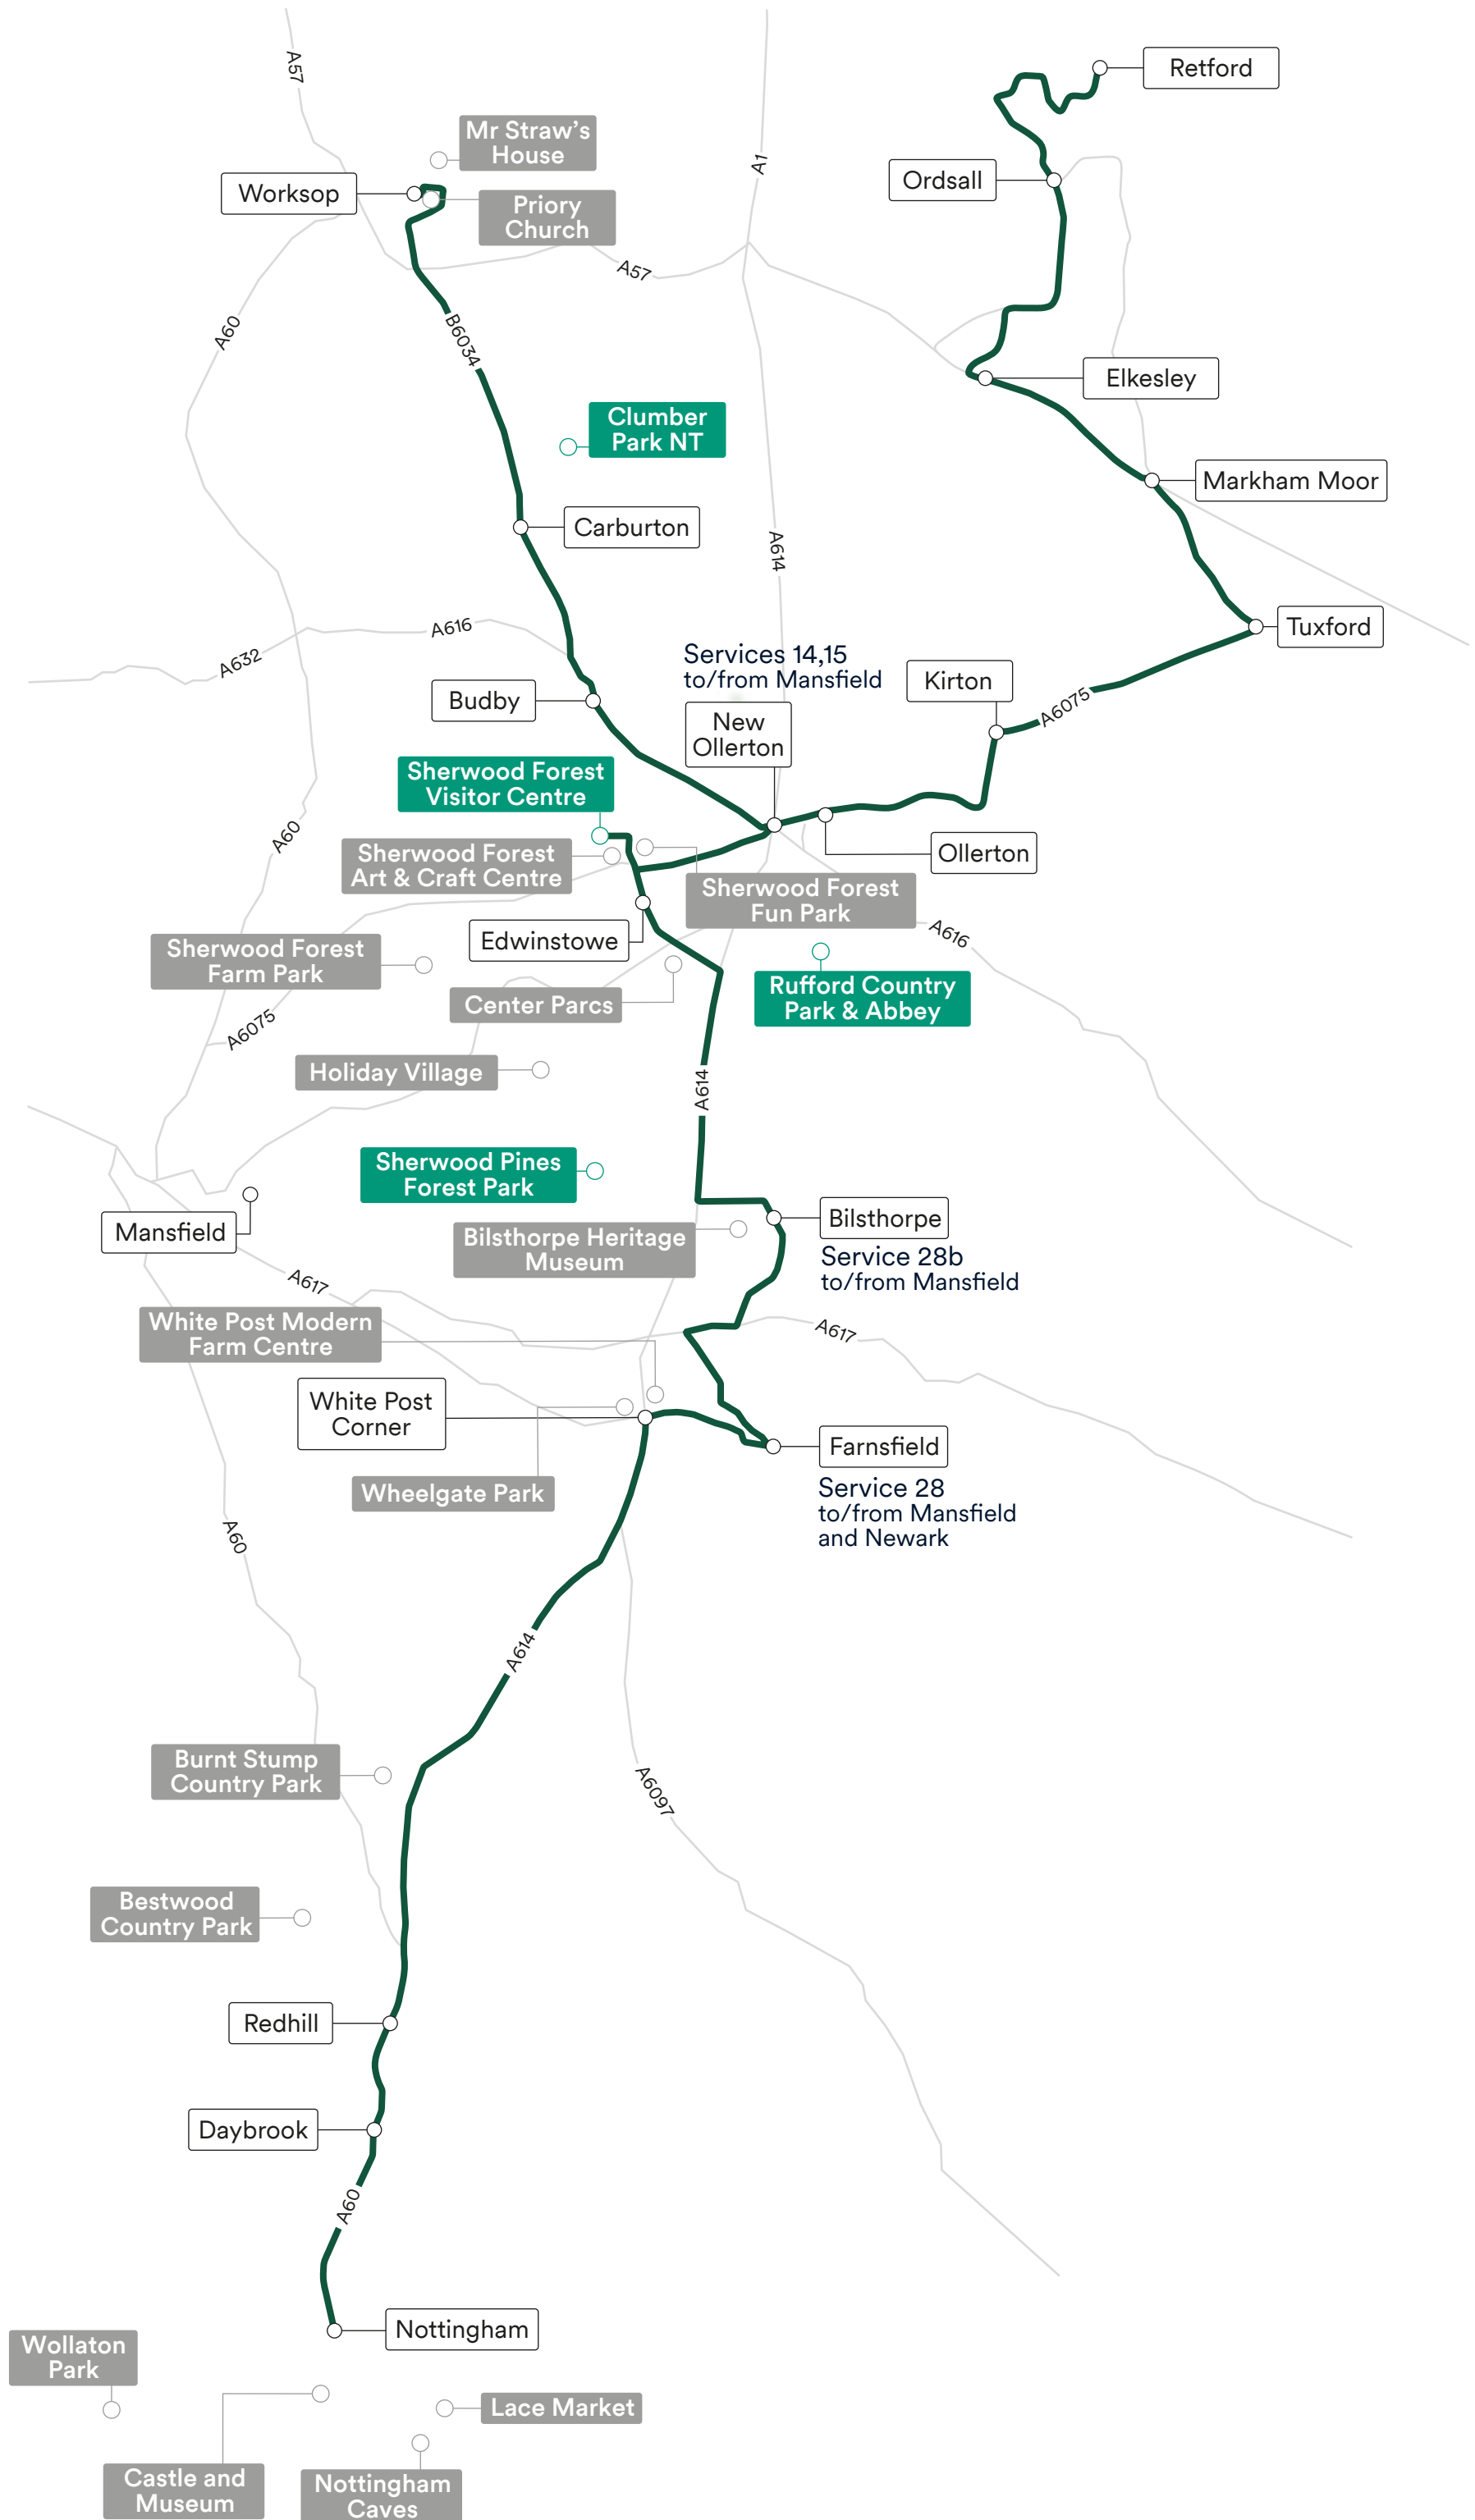 A57
Retford
Mr Straw’s
House
A1
Ordsall
Worksop
Priory
Church
A57
A60
B6034
Elkesley
Clumber
Park NT
Markham Moor
Carburton
A614
A616
Tuxford
A632
Services 14,15
to/from Mansfield
Kirton
Budby
New
Ollerton
A6075
Sherwood Forest
Visitor Centre
A60
Sherwood Forest
Art & Craft Centre
Ollerton
Sherwood Forest
Fun Park
Edwinstowe
A616
Sherwood Forest
Farm Park
Center Parcs
Rufford Country
Park & Abbey
A6075
Holiday Village
A614
Sherwood Pines
Forest Park
Mansfield
Bilsthorpe
Bilsthorpe Heritage
Museum
Service 28b
to/from Mansfield
A617
White Post Modern
Farm Centre
A617
White Post
Corner
Farnsfield
Wheelgate Park
Service 28
to/from Mansfield
and Newark
A60
A614
Burnt Stump
Country Park
A6097
Bestwood
Country Park
Redhill
Daybrook
A60
Nottingham
Wollaton
Park
Lace Market
Castle and
Museum
Nottingham
Caves